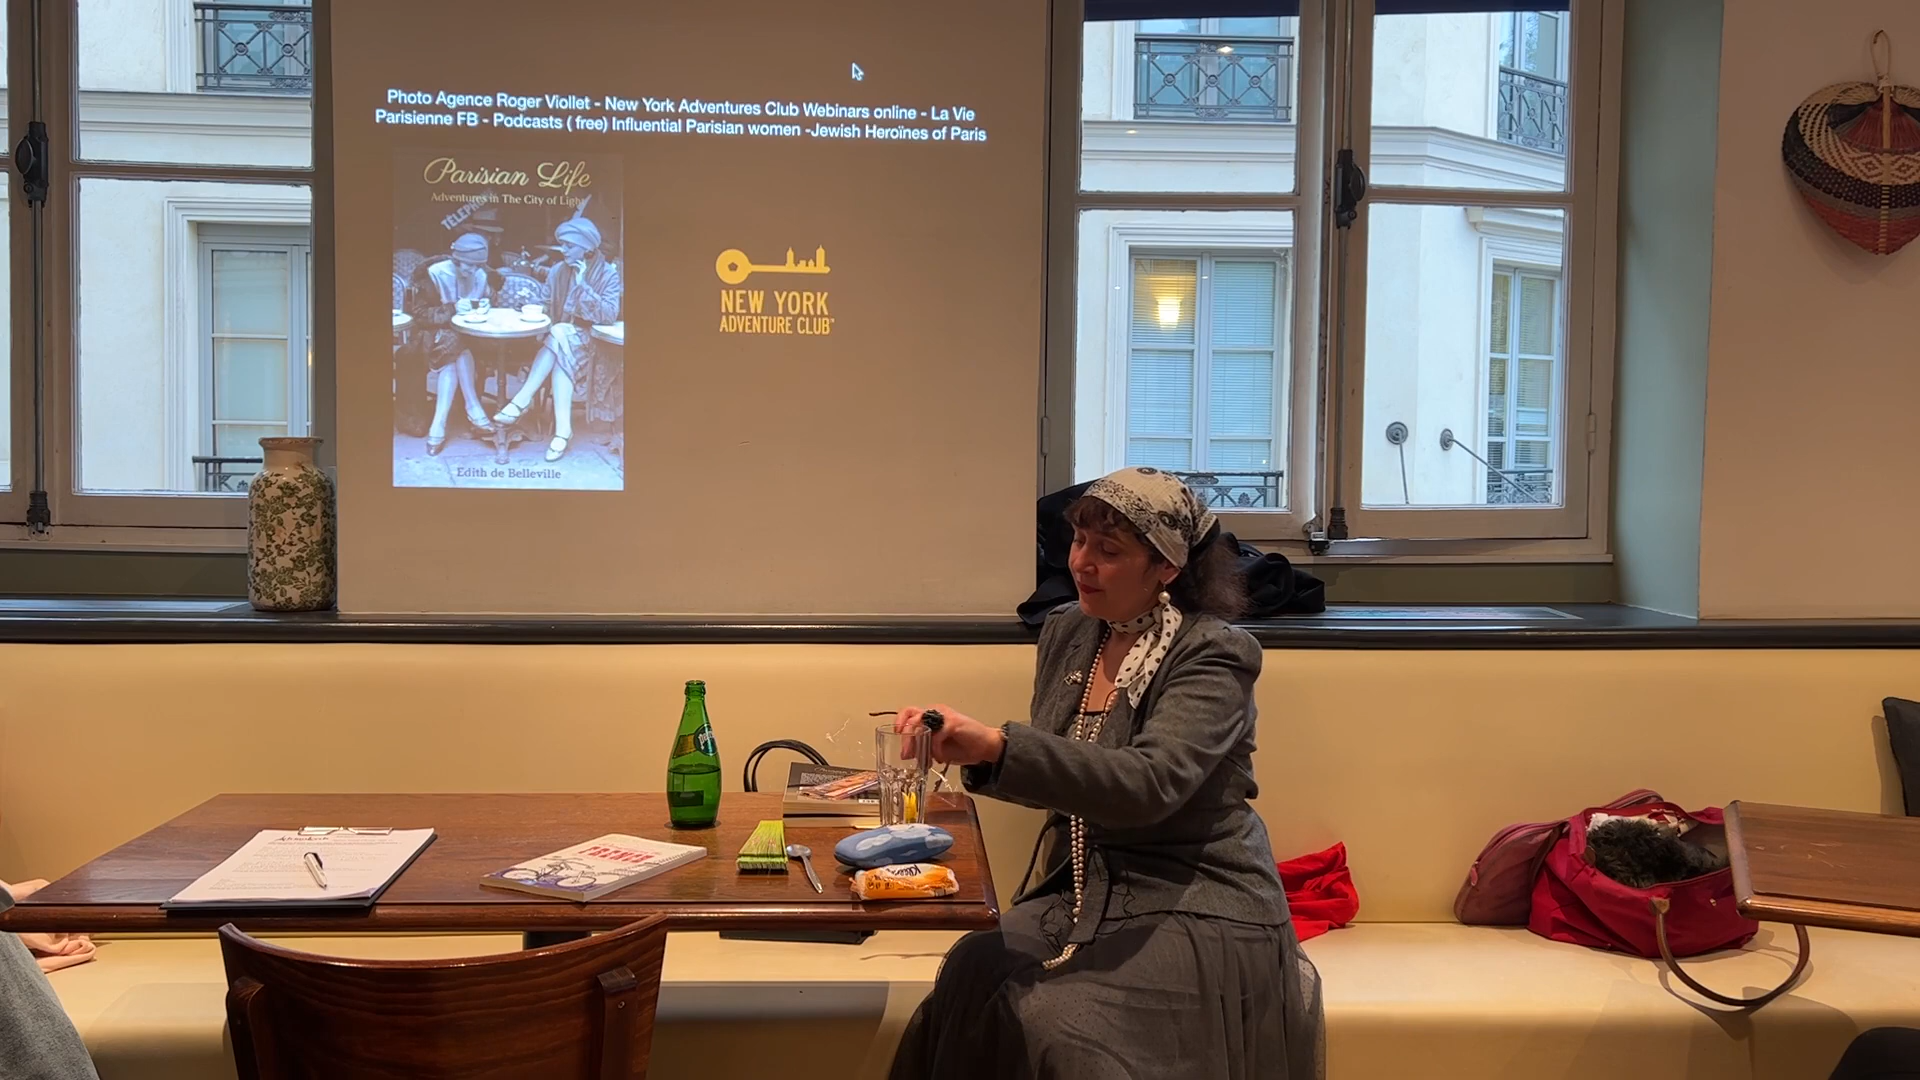 Photo Agence Roger Viollet - New York Adventures Club Webinars online - La Vie
Parisienne FB - Podcasts ( free) Influential Parisian women -Jewish Heroïnes of Paris
Parisian Life
Adventures in The City of Light
TÉLÉPH
Edith de Belleville
NEW YORK
ADVENTURE CLUB